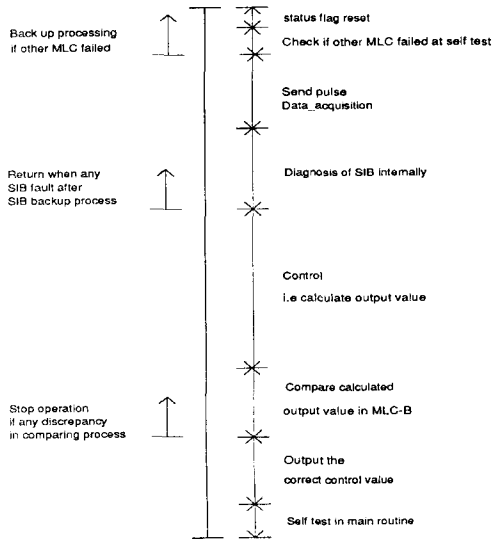 Back up processing
if other MLC failed
Return when any
SIB fault after
SIB backup process
Stop operation
if any discrepancy
in comparing process
status flag reset
Check if other MLC failed at self test
Send pulse
Data_acquisition
Diagnosis of SIB internally
Control
i.e calculate output value
Compare calculated
output value in MLC-B
Output the
correct control value
Self test in main routine